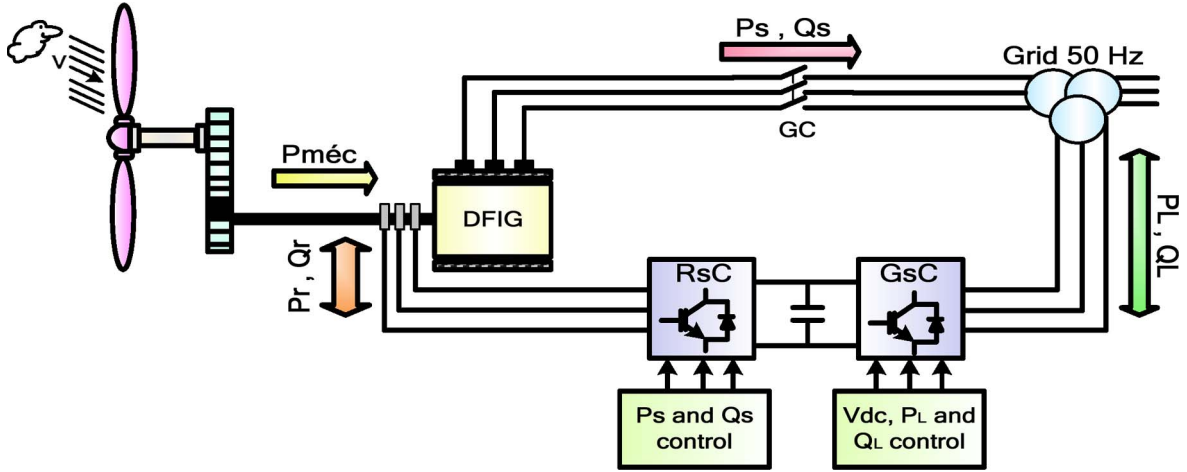 Ps , Qs
Grid 50 Hz
V
GC
Pméc
DFIG
Pr , Qr
PL, QL
RsC
GsC
Ps and Qs
control
Vdc, PL and
QL control